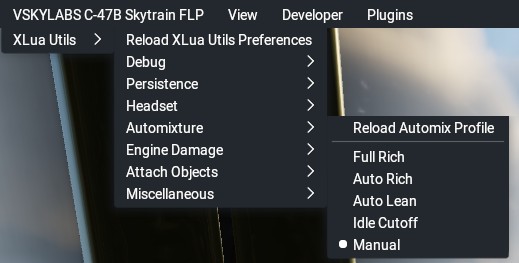 VSKYLABS C-47B Skytrain FLP View Developer Plugins
XLua Utils
Reload XLua Utils Preferences
Debug
Persistence
Headset
Automixture
Engine Damage
Attach Objects
Miscellaneous
Reload Automix Profile
Full Rich
Auto Rich
Auto Lean
Idle Cutoff
Manual